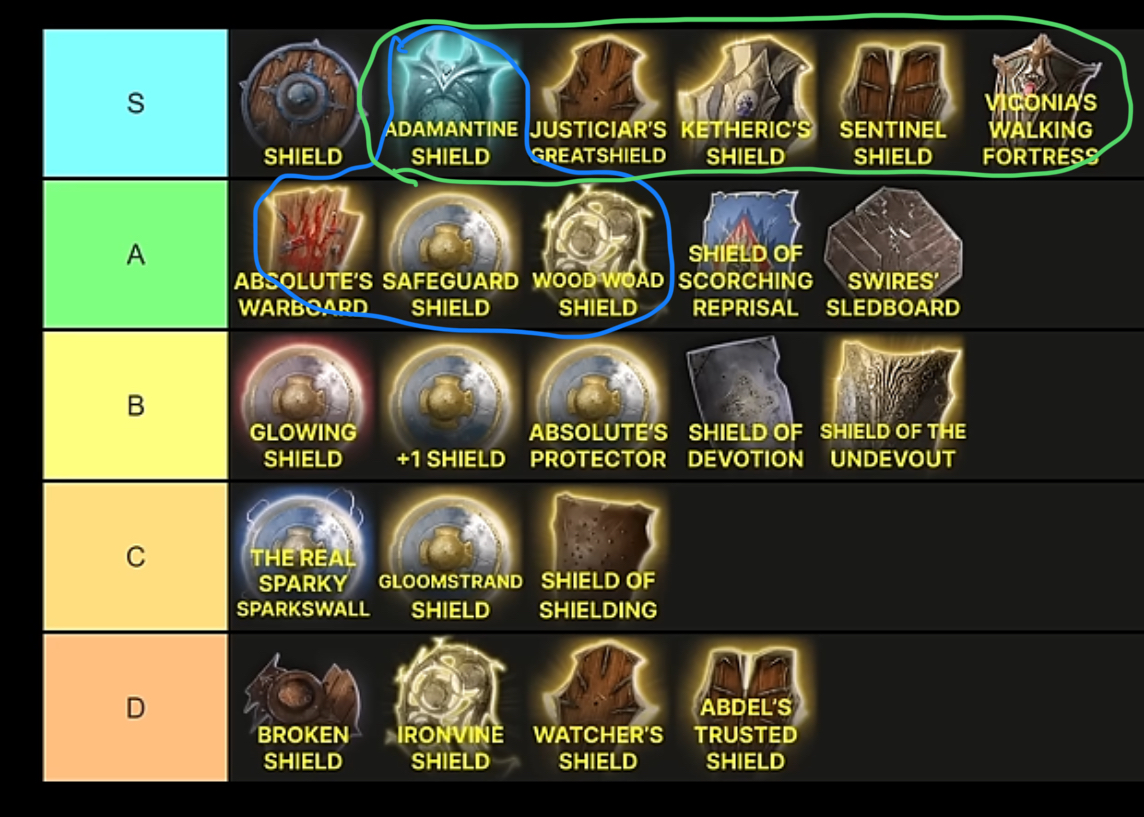 S
SHIELD
ADAMANTINE
SHIELD
JUSTICIAR'S
GREATSHIELD
KETHERIC'S
SHIELD
SENTINEL
SHIELD
VICONIA'S
WALKING
FORTRESS
A
ABSOLUTE'S
WARBOARD
SAFEGUARD
SHIELD
WOOD WOAD
SHIELD
SHIELD OF
SCORCHING
REPRISAL
SWIRES'
SLEDBOARD
B
GLOWING
SHIELD
+1 SHIELD
ABSOLUTE'S
PROTECTOR
SHIELD OF
DEVOTION
SHIELD OF THE
UNDEVOUT
C
THE REAL
SPARKY
SPARKSWALL
GLOOMSTRAND
SHIELD
SHIELD OF
SHIELDING
D
BROKEN
SHIELD
IRONVINE
SHIELD
WATCHER'S
SHIELD
ABDEL'S
TRUSTED
SHIELD